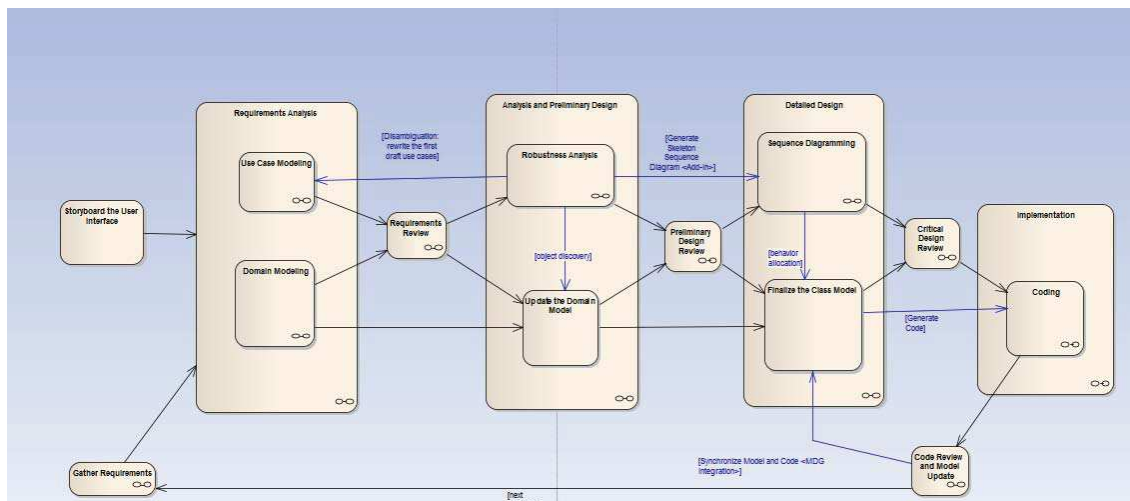 Requirements Analysis
Analysis and Preliminary Design
Detailed Design
[Disambiguation:
rewrite the first
draft use cases]
[Generate
Skeleton
Sequence
Diagram <Add-in>]
Use Case Modeling
Robustness Analysis
Sequence Diagramming
Storyboard the User
Interface
Requirements
Review
Preliminary
Design
Review
Critical
Design
Review
Implementation
[object discovery]
[behavior
allocation]
Domain Modeling
Update the Domain
Model
Finalize the Class Model
Coding
[Generate
Code]
Gather Requirements
[Synchronize Model and Code <MDG
Integration>]
Code Review
and Model
Update
[next